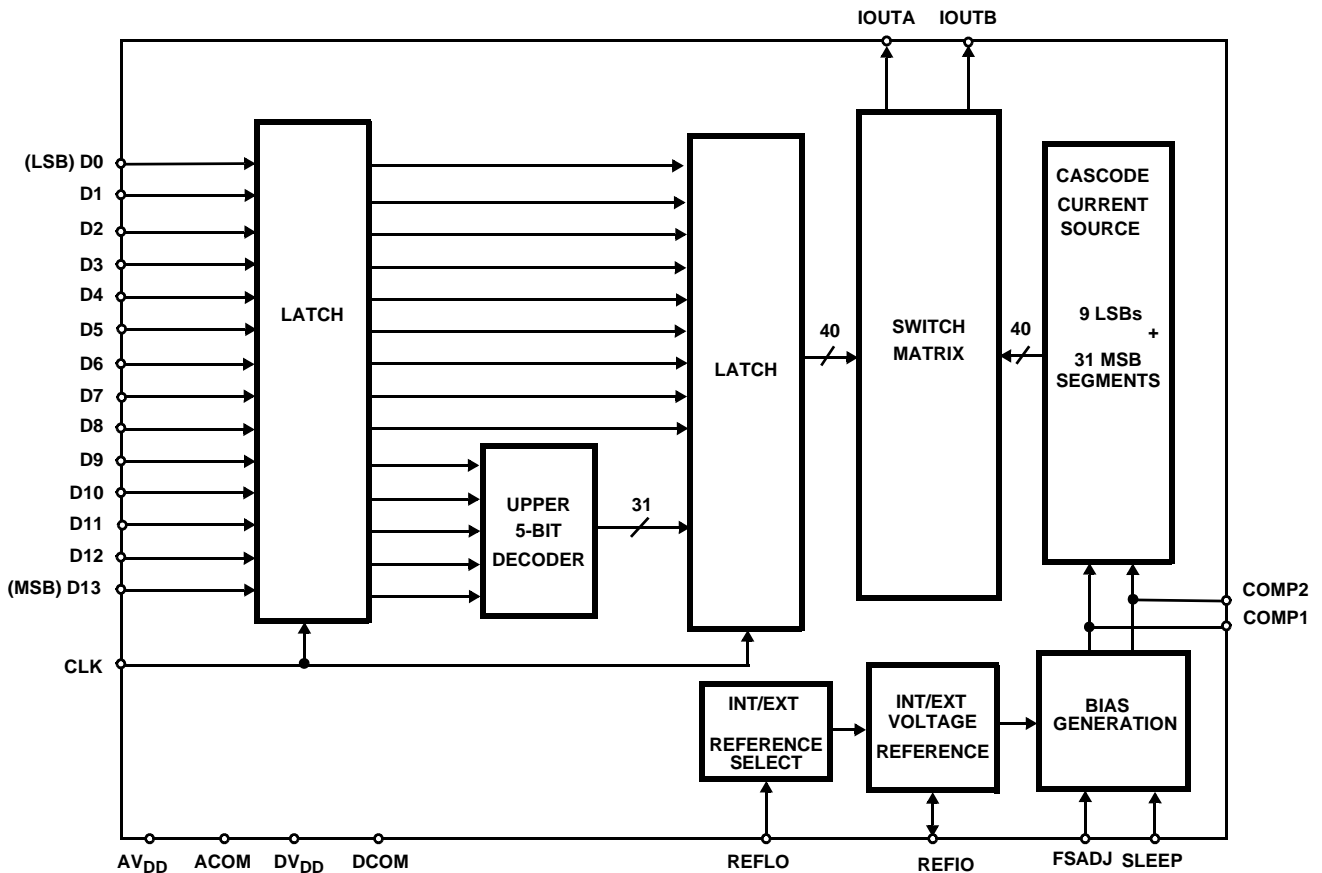 IOUTA IOUTB
(LSB) D0
D1
D2
D3
D4
D5
D6
D7
D8
D9
D10
D11
D12
(MSB) D13
CLK
LATCH
UPPER
5-BIT
DECODER
31
LATCH
40
SWITCH
MATRIX
40
CASCODE
CURRENT
SOURCE
9 LSBs
+
31 MSB
SEGMENTS
COMP2
COMP1
INT/EXT
REFERENCE
SELECT
INT/EXT
VOLTAGE
REFERENCE
BIAS
GENERATION
AVDD ACOM DVDD DCOM REFLO REFIO FSADJ SLEEP